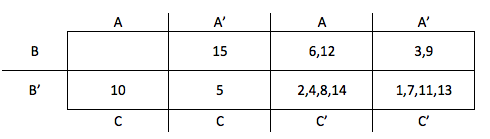 A A’ A A’
B 15 6,12 3,9
B’ 10 5 2,4,8,14 1,7,11,13
C C C’ C’